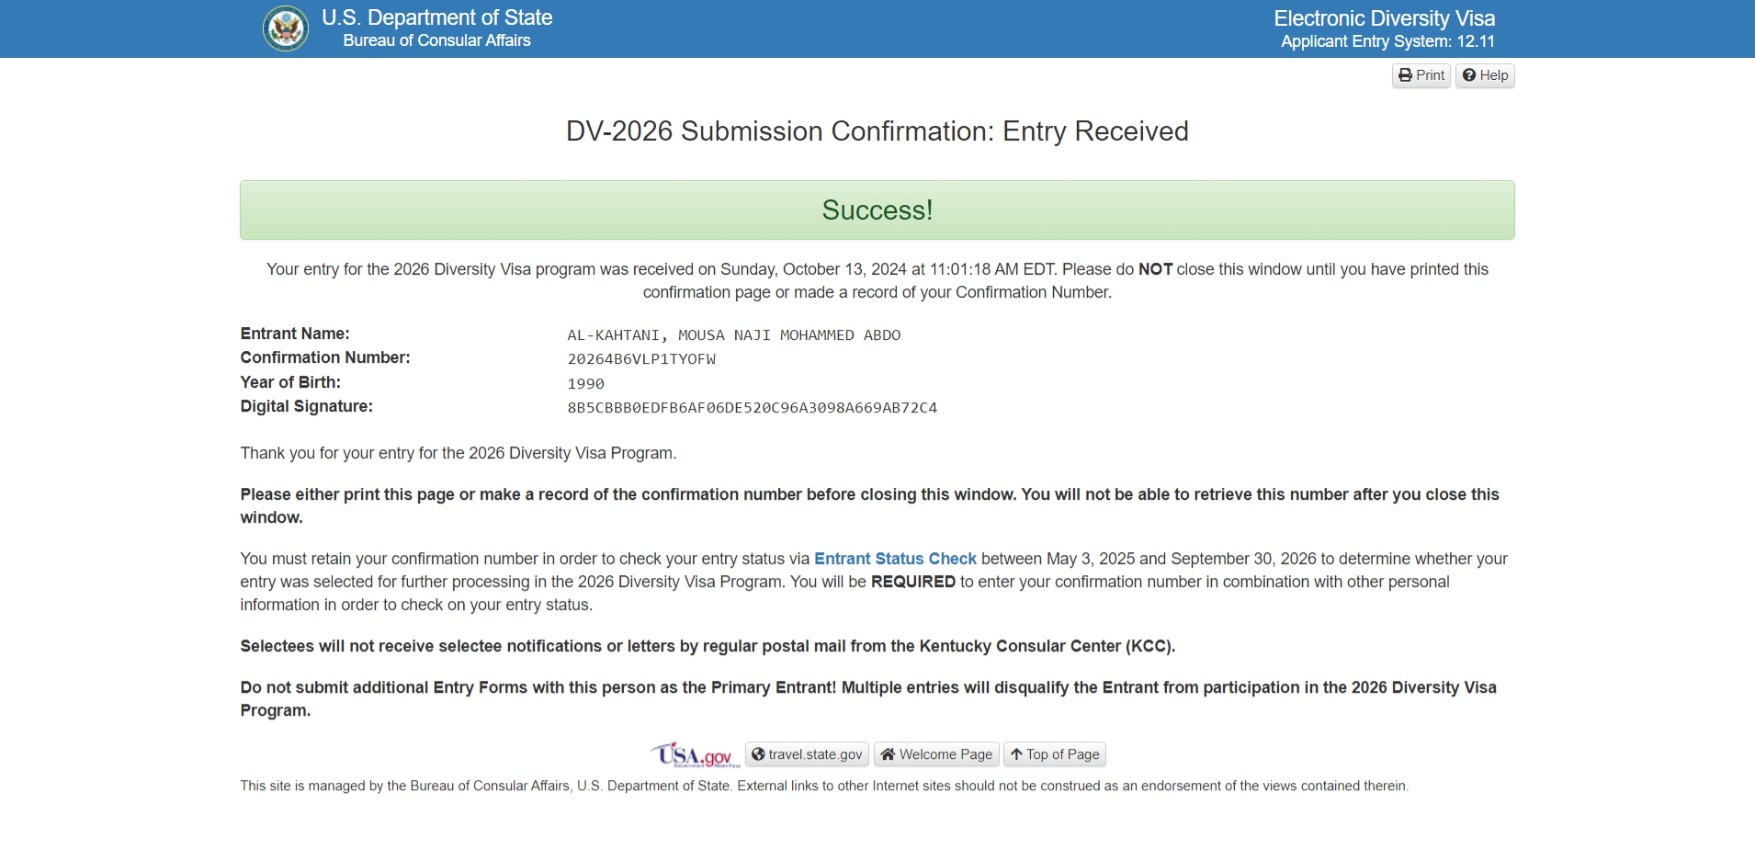 U.S. Department of State
Bureau of Consular Affairs
Electronic Diversity Visa
Applicant Entry System: 12.11
Print
Help
DV-2026 Submission Confirmation: Entry Received
Success!
Your entry for the 2026 Diversity Visa program was received on Sunday, October 13, 2024 at 11:01:18 AM EDT. Please do NOT close this window until you have printed this
confirmation page or made a record of your Confirmation Number.
Entrant Name: AL-KAHTANI, MOUSA NAJI MOHAMMED ABDO
Confirmation Number: 20264B6VLP1TYOFW
Year of Birth: 1990
Digital Signature: 8B5CBBB0EDFB6AF06DE520C96A3098A669AB72C4
Thank you for your entry for the 2026 Diversity Visa Program.
Please either print this page or make a record of the confirmation number before closing this window. You will not be able to retrieve this number after you close this
window.
You must retain your confirmation number in order to check your entry status via Entrant Status Check between May 3, 2025 and September 30, 2026 to determine whether your
entry was selected for further processing in the 2026 Diversity Visa Program. You will be REQUIRED to enter your confirmation number in combination with other personal
information in order to check on your entry status.
Selectees will not receive selectee notifications or letters by regular postal mail from the Kentucky Consular Center (KCC).
Do not submit additional Entry Forms with this person as the Primary Entrant! Multiple entries will disqualify the Entrant from participation in the 2026 Diversity Visa
Program.
USA.gov
travel.state.gov
Welcome Page
Top of Page
This site is managed by the Bureau of Consular Affairs, U.S. Department of State. External links to other Internet sites should not be construed as an endorsement of the views contained therein.